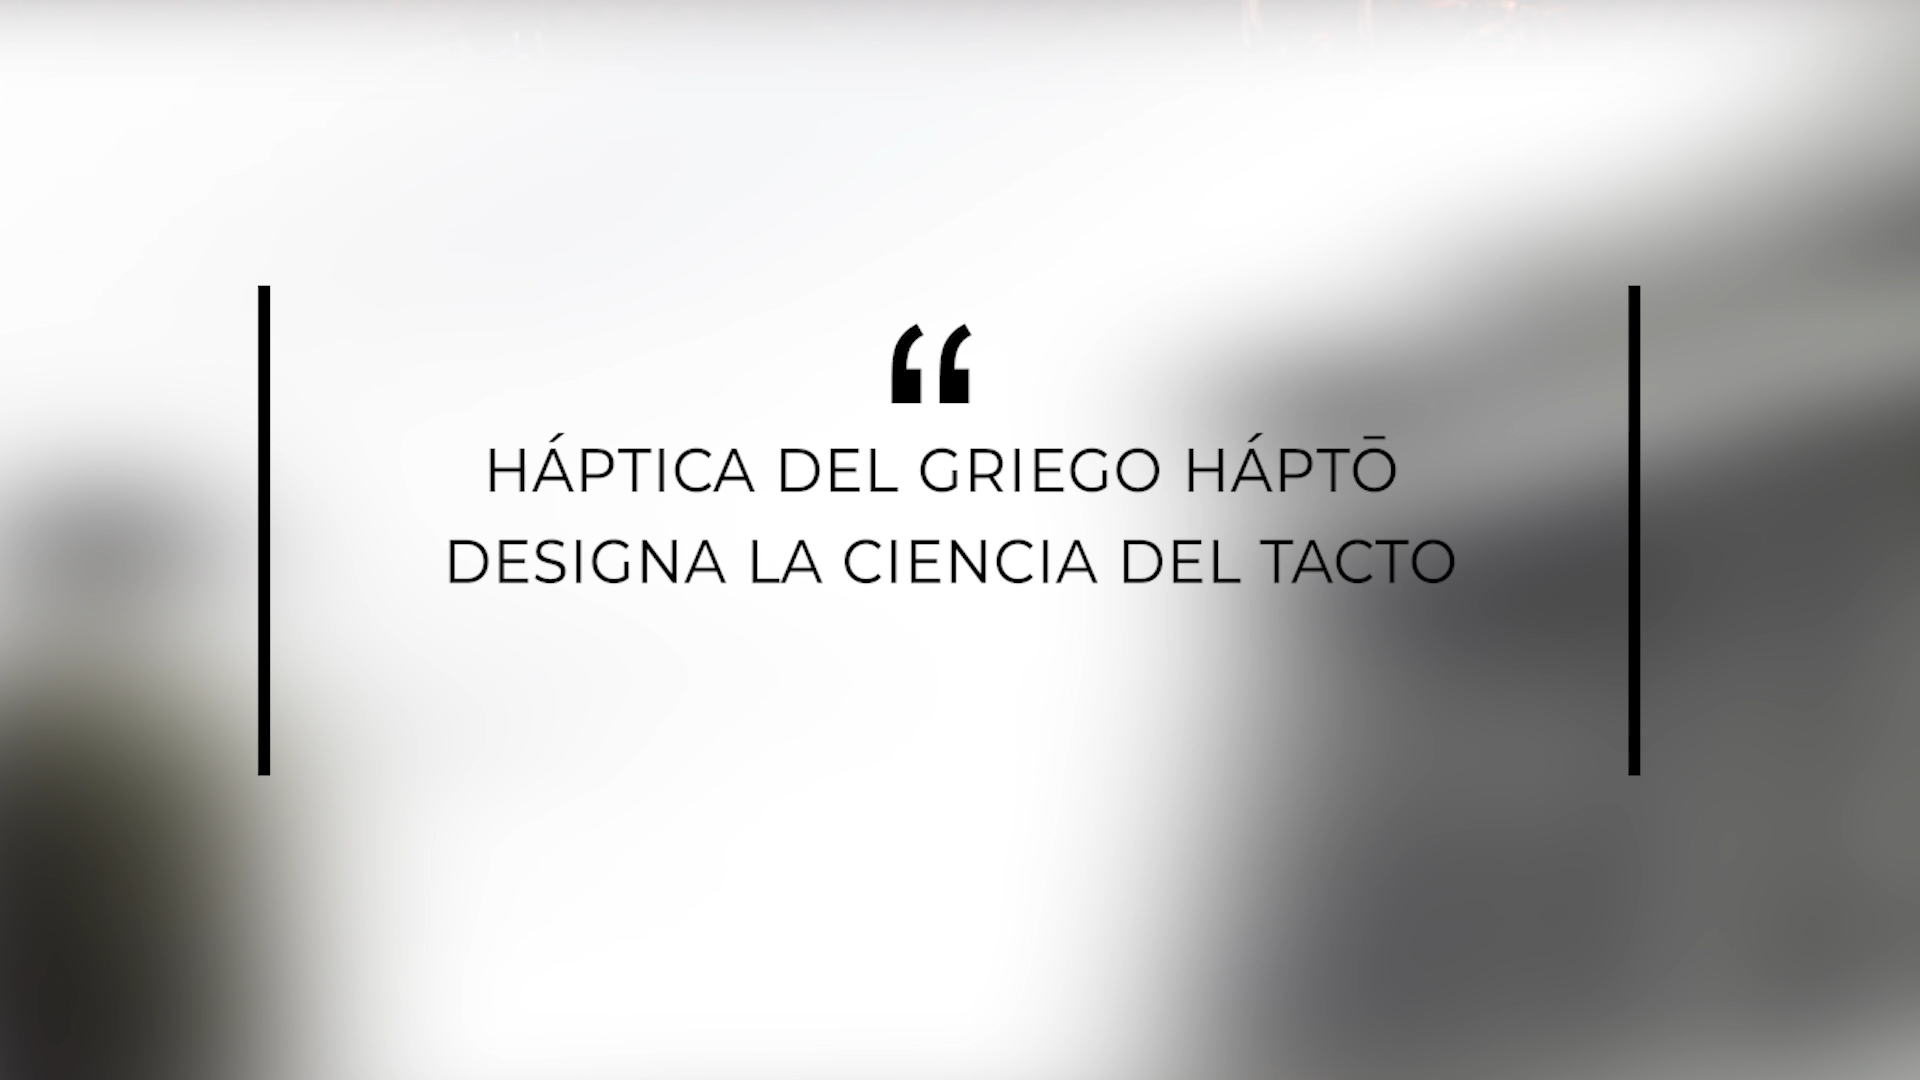 “
HÁPTICA DEL GRIEGO HÁPTŌ
DESIGNA LA CIENCIA DEL TACTO